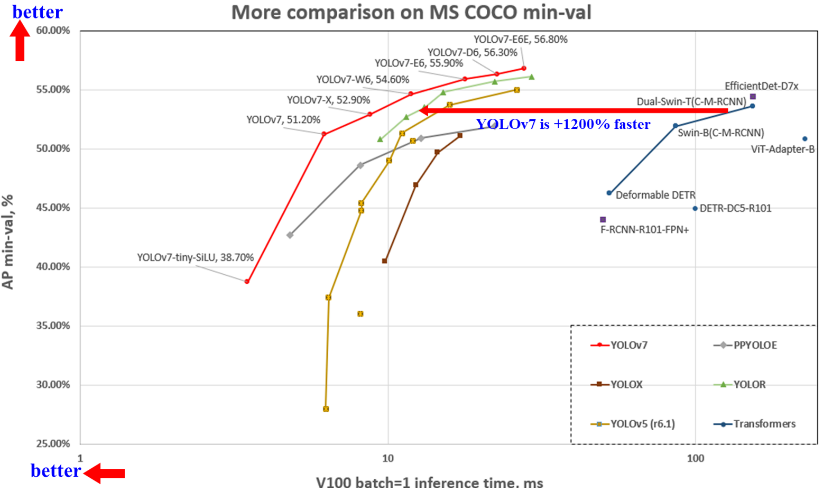 better
More comparison on MS COCO min-val
60.00%
55.00%
50.00%
45.00%
40.00%
35.00%
30.00%
25.00%
AP min-val, %
YOLOv7-E6E, 56.80%
YOLOv7-D6, 56.30%
YOLOv7-E6, 55.90%
YOLOv7-W6, 54.60%
YOLOv7-X, 52.90%
YOLOv7, 51.20%
YOLOv7-tiny-SiLU, 38.70%
EfficientDet-D7x
Dual-Swin-T(C-M-RCNN)
YOLOv7 is +1200% faster
Swin-B(C-M-RCNN)
ViT-Adapter-B
Deformable DETR
DETR-DC5-R101
F-RCNN-R101-FPN+
YOLOv7
PPYOLOE
YOLOX
YOLOR
YOLOv5 (r6.1)
Transformers
1
10
100
better
V100 batch=1 inference time, ms